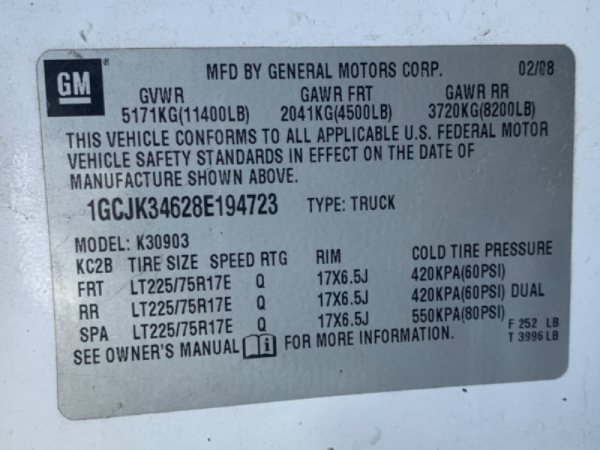 GM ® MFD BY GENERAL MOTORS CORP. 02/08
GVWR GAWR FRT GAWR RR
5171KG(11400LB) 2041KG(4500LB) 3720KG(8200LB)
THIS VEHICLE CONFORMS TO ALL APPLICABLE U.S. FEDERAL MOTOR
VEHICLE SAFETY STANDARDS IN EFFECT ON THE DATE OF
MANUFACTURE SHOWN ABOVE.
1GCJK34628E194723 TYPE: TRUCK
MODEL: K30903
KC2B TIRE SIZE SPEED RTG RIM COLD TIRE PRESSURE
FRT LT225/75R17E Q 17X6.5J 420KPA(60PSI)
RR LT225/75R17E Q 17X6.5J 420KPA(60PSI) DUAL
SPA LT225/75R17E Q 17X6.5J 550KPA(80PSI)
F 252 LB
SEE OWNER'S MANUAL i FOR MORE INFORMATION. T 3996 LB